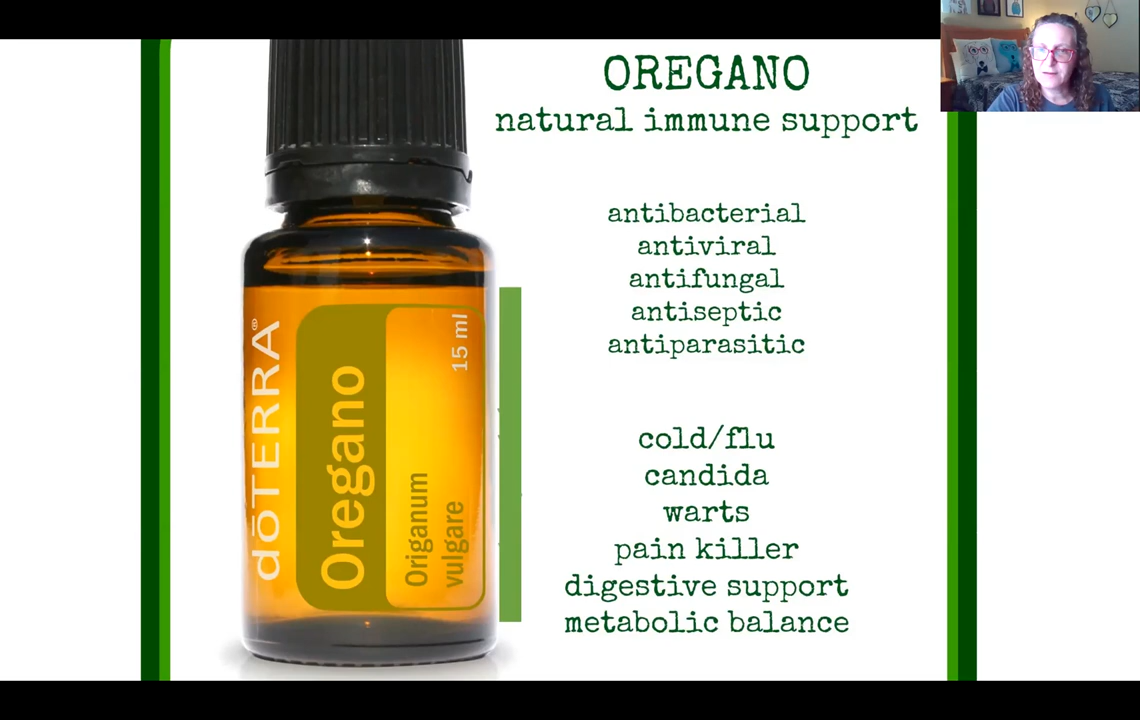 OREGANO
natural immune support
antibacterial
antiviral
antifungal
antiseptic
antiparasitic
cold/flu
candida
warts
pain killer
digestive support
metabolic balance
dōTERRA®
Oregano
Origanum
vulgare
15 ml